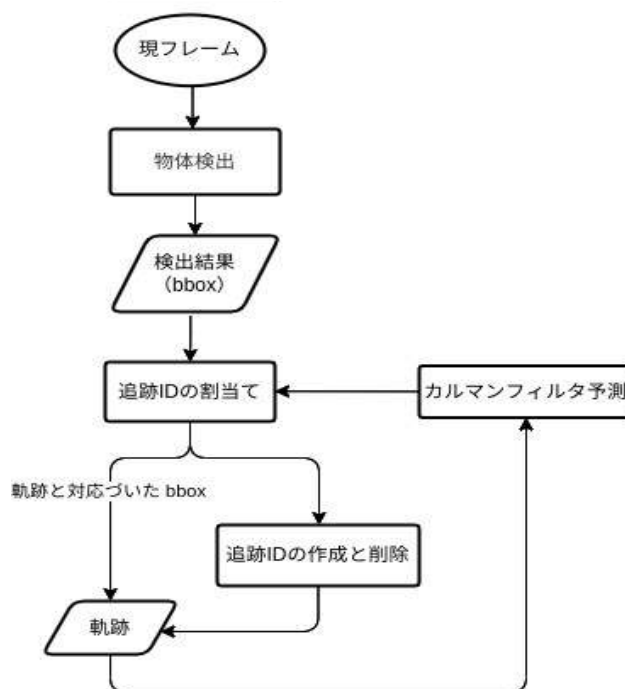 現フレーム
物体検出
検出結果
（bbox）
追跡IDの割当て
カルマンフィルタ予測
軌跡と対応づいた bbox
追跡IDの作成と削除
軌跡